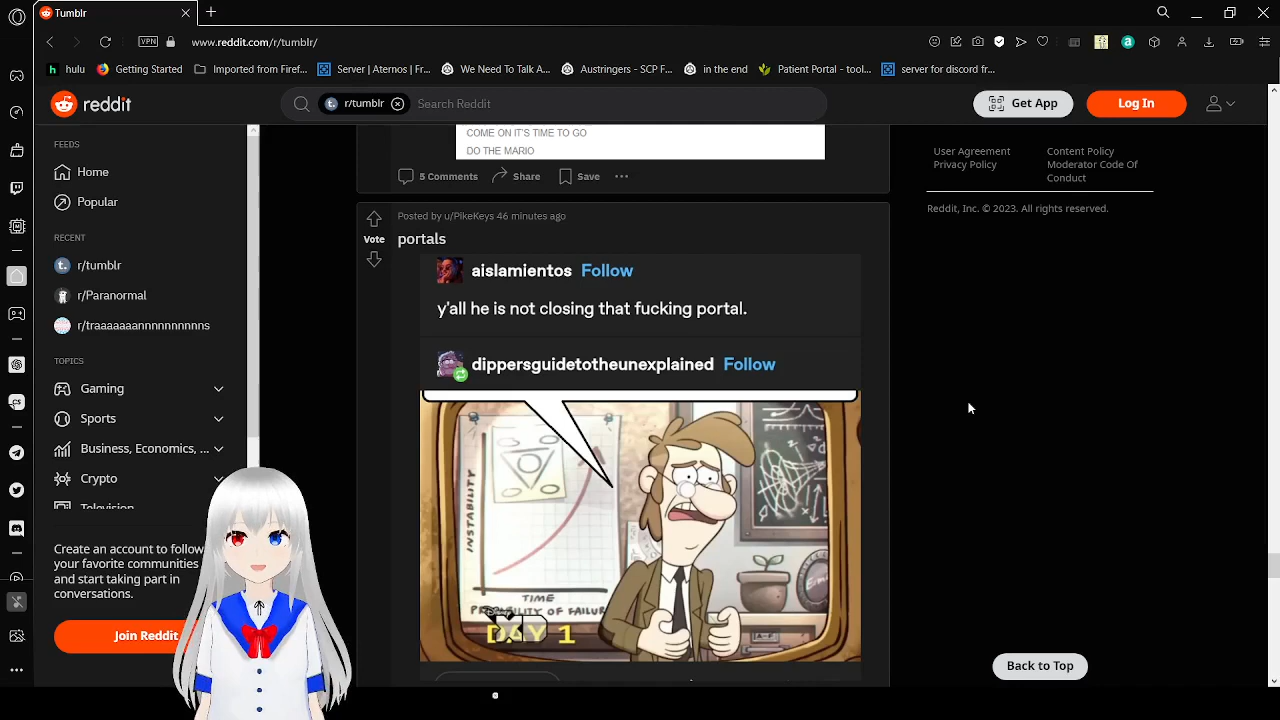 Tumblr
www.reddit.com/r/tumblr/
VPN
hulu
Getting Started
Imported from Firef...
Server | Aternos | Fr...
We Need To Talk A...
Austringers - SCP F...
in the end
Patient Portal - tool...
server for discord fr...
reddit
r/tumblr
Search Reddit
Get App
Log In
FEEDS
Home
Popular
RECENT
r/tumblr
r/Paranormal
r/traaaaaaannnnnnnnnns
TOPICS
Gaming
Sports
Business, Economics, ...
Crypto
Television
Create an account to follow
your favorite communities
and start taking part in
conversations.
Join Reddit
COME ON IT'S TIME TO GO
DO THE MARIO
5 Comments
Share
Save
Posted by u/PikeKeys 46 minutes ago
Vote
portals
aislamientos Follow
y'all he is not closing that fucking portal.
dippersguidetotheunexplained Follow
INSTABILITY
TIME
PROBABILITY OF FAILURE
DAY 1
User Agreement
Privacy Policy
Content Policy
Moderator Code Of
Conduct
Reddit, Inc. © 2023. All rights reserved.
Back to Top